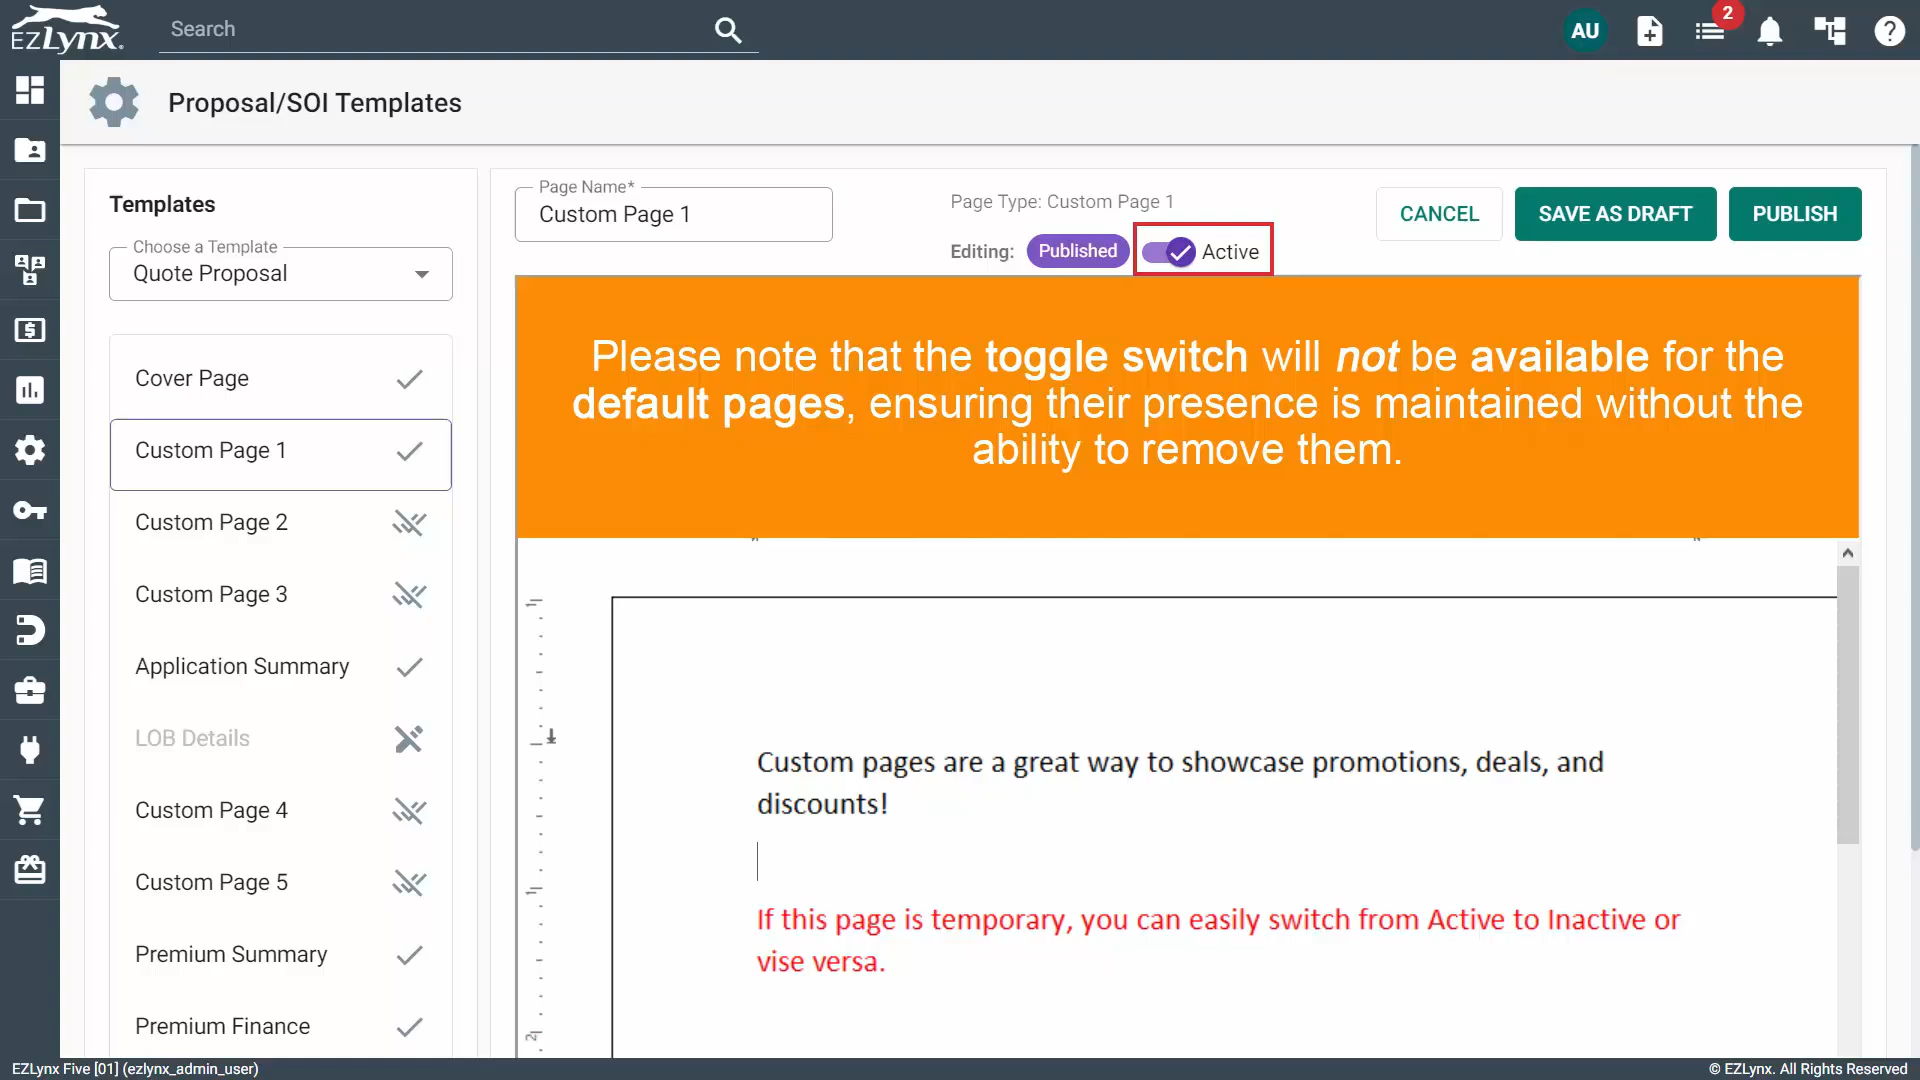 EZLynx.
Search
AU
2
Proposal/SOI Templates
Templates
Choose a Template
Quote Proposal
Cover Page
Custom Page 1
Custom Page 2
Custom Page 3
Application Summary
LOB Details
Custom Page 4
Custom Page 5
Premium Summary
Premium Finance
Page Name*
Custom Page 1
Page Type: Custom Page 1
Editing: Published Active
CANCEL
SAVE AS DRAFT
PUBLISH
Please note that the toggle switch will not be available for the
default pages, ensuring their presence is maintained without the
ability to remove them.
1
1
2
Custom pages are a great way to showcase promotions, deals, and
discounts!
If this page is temporary, you can easily switch from Active to Inactive or
vise versa.
EZLynx Five [01] (ezlynx_admin_user)
© EZLynx. All Rights Reserved